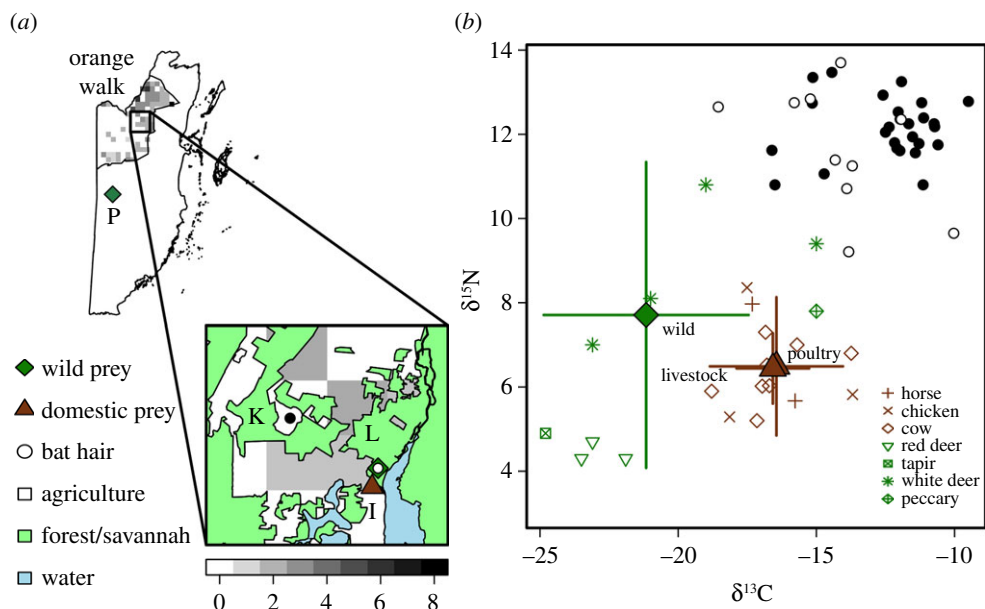 (a)
orange
walk
P
K
L
I
wild prey
domestic prey
bat hair
agriculture
forest/savannah
water
0 2 4 6 8
(b)
14
12
10
8
6
4
δ15N
wild
poultry
livestock
horse
chicken
cow
red deer
tapir
white deer
peccary
−25 −20 −15 −10
δ13C